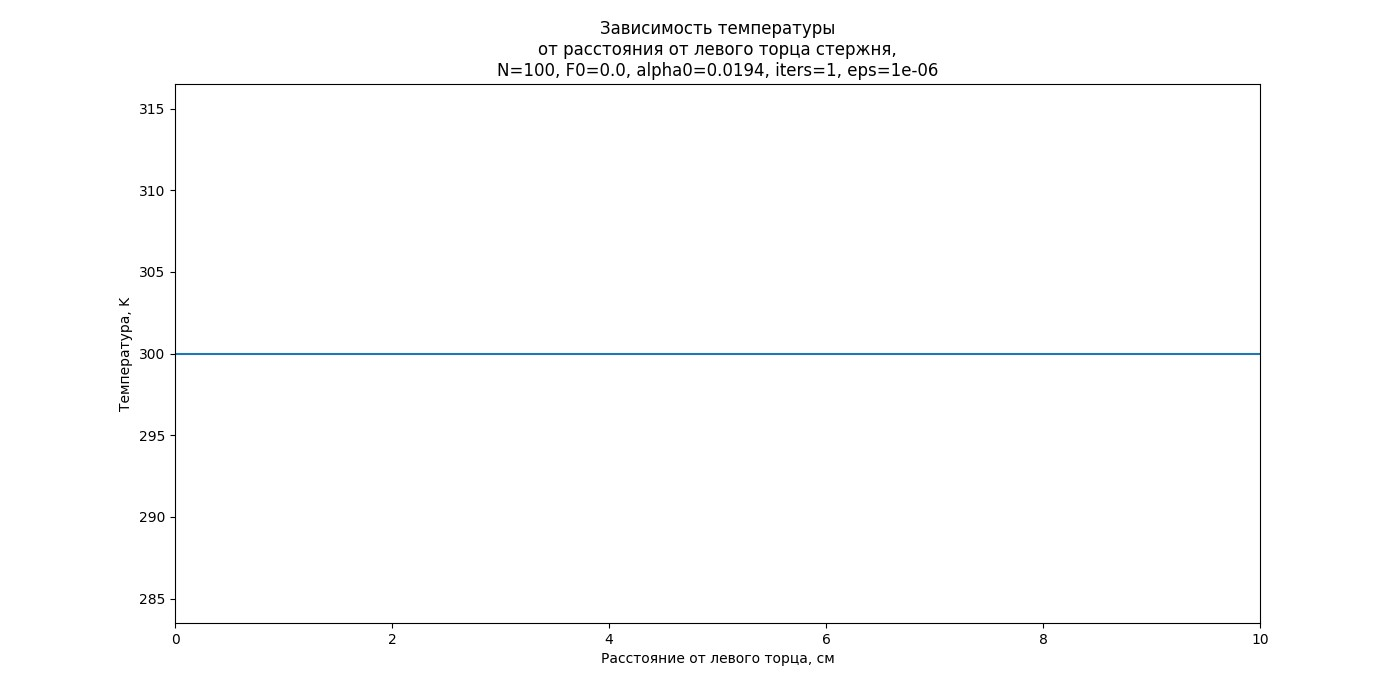 Зависимость температуры
от расстояния от левого торца стержня,
N=100, F0=0.0, alpha0=0.0194, iters=1, eps=1e-06
315
310
305
300
295
290
285
Температура, К
0 2 4 6 8 10
Расстояние от левого торца, см